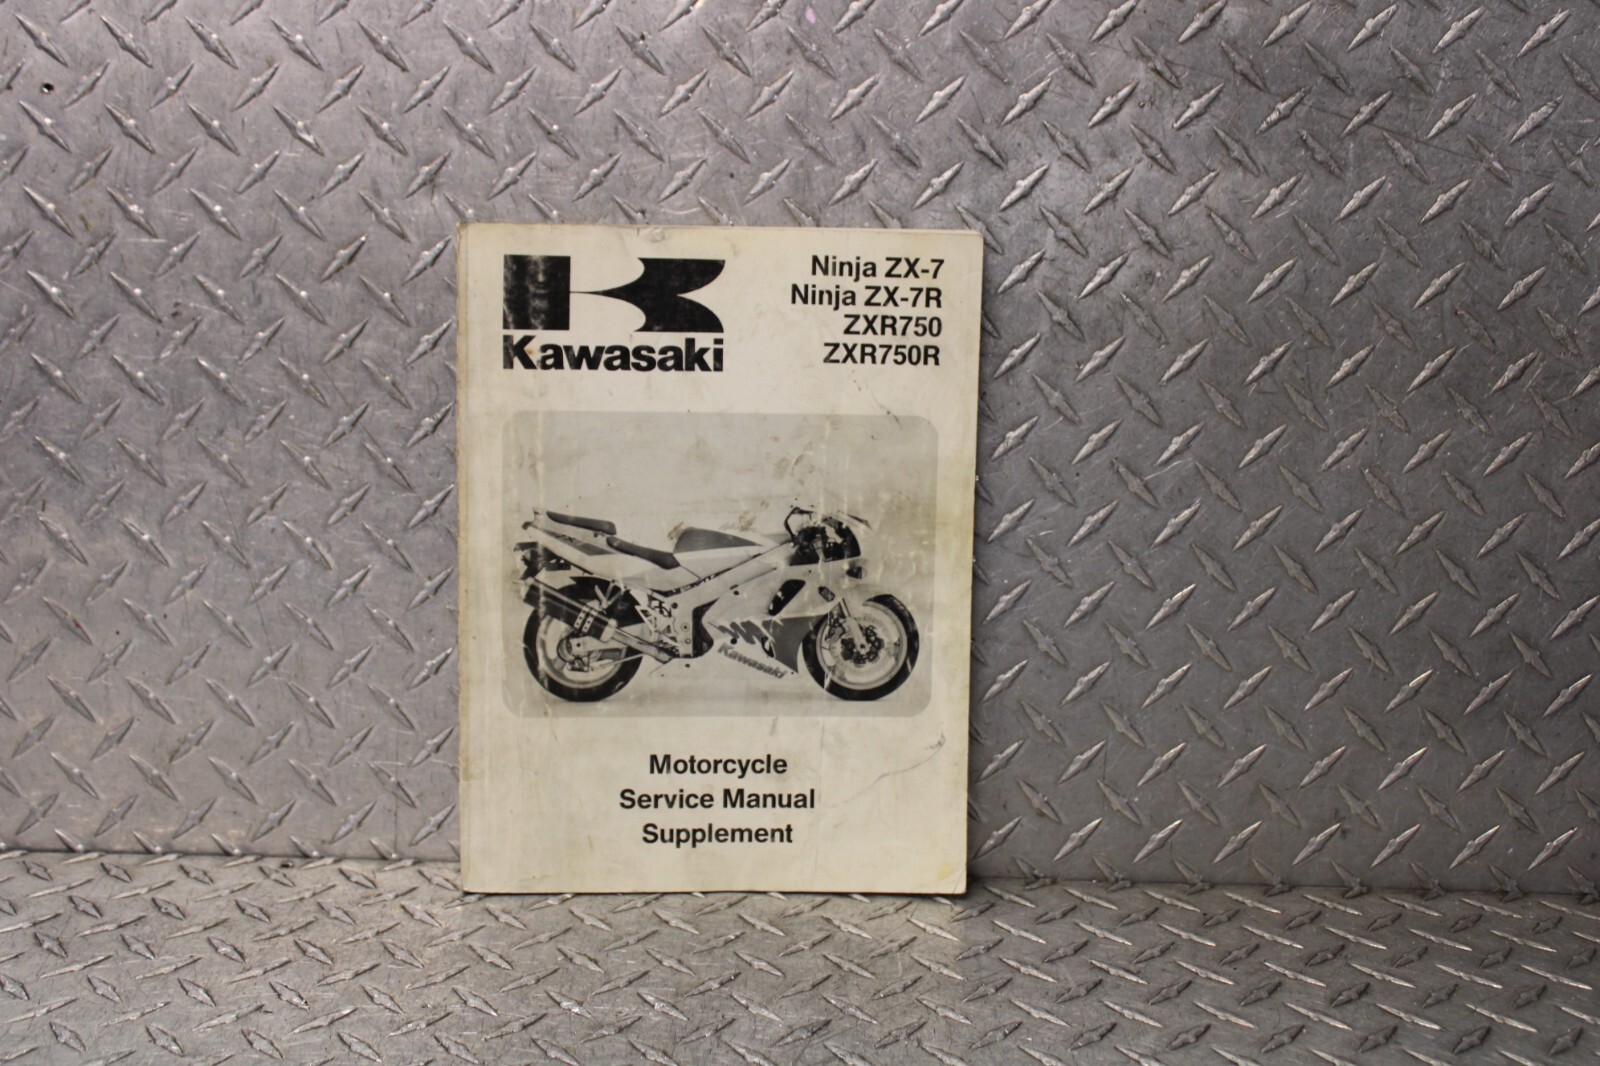 Kawasaki
Ninja ZX-7
Ninja ZX-7R
ZXR750
ZXR750R
Kawasaki
Motorcycle
Service Manual
Supplement